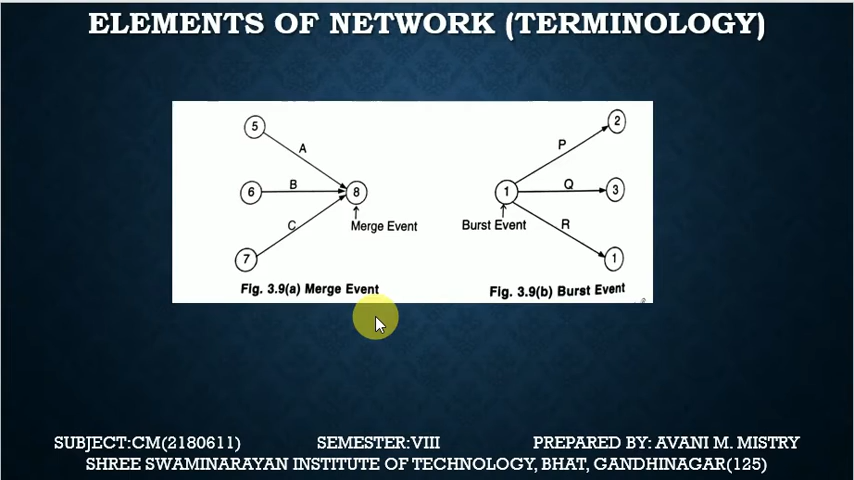 ELEMENTS OF NETWORK (TERMINOLOGY)
5
A
6
B
8
C
7
Merge Event
Fig. 3.9(a) Merge Event
2
P
1
Q
3
Burst Event
R
1
Fig. 3.9(b) Burst Event
SUBJECT:CM(2180611) SEMESTER:VIII PREPARED BY: AVANI M. MISTRY
SHREE SWAMINARAYAN INSTITUTE OF TECHNOLOGY, BHAT, GANDHINAGAR(125)